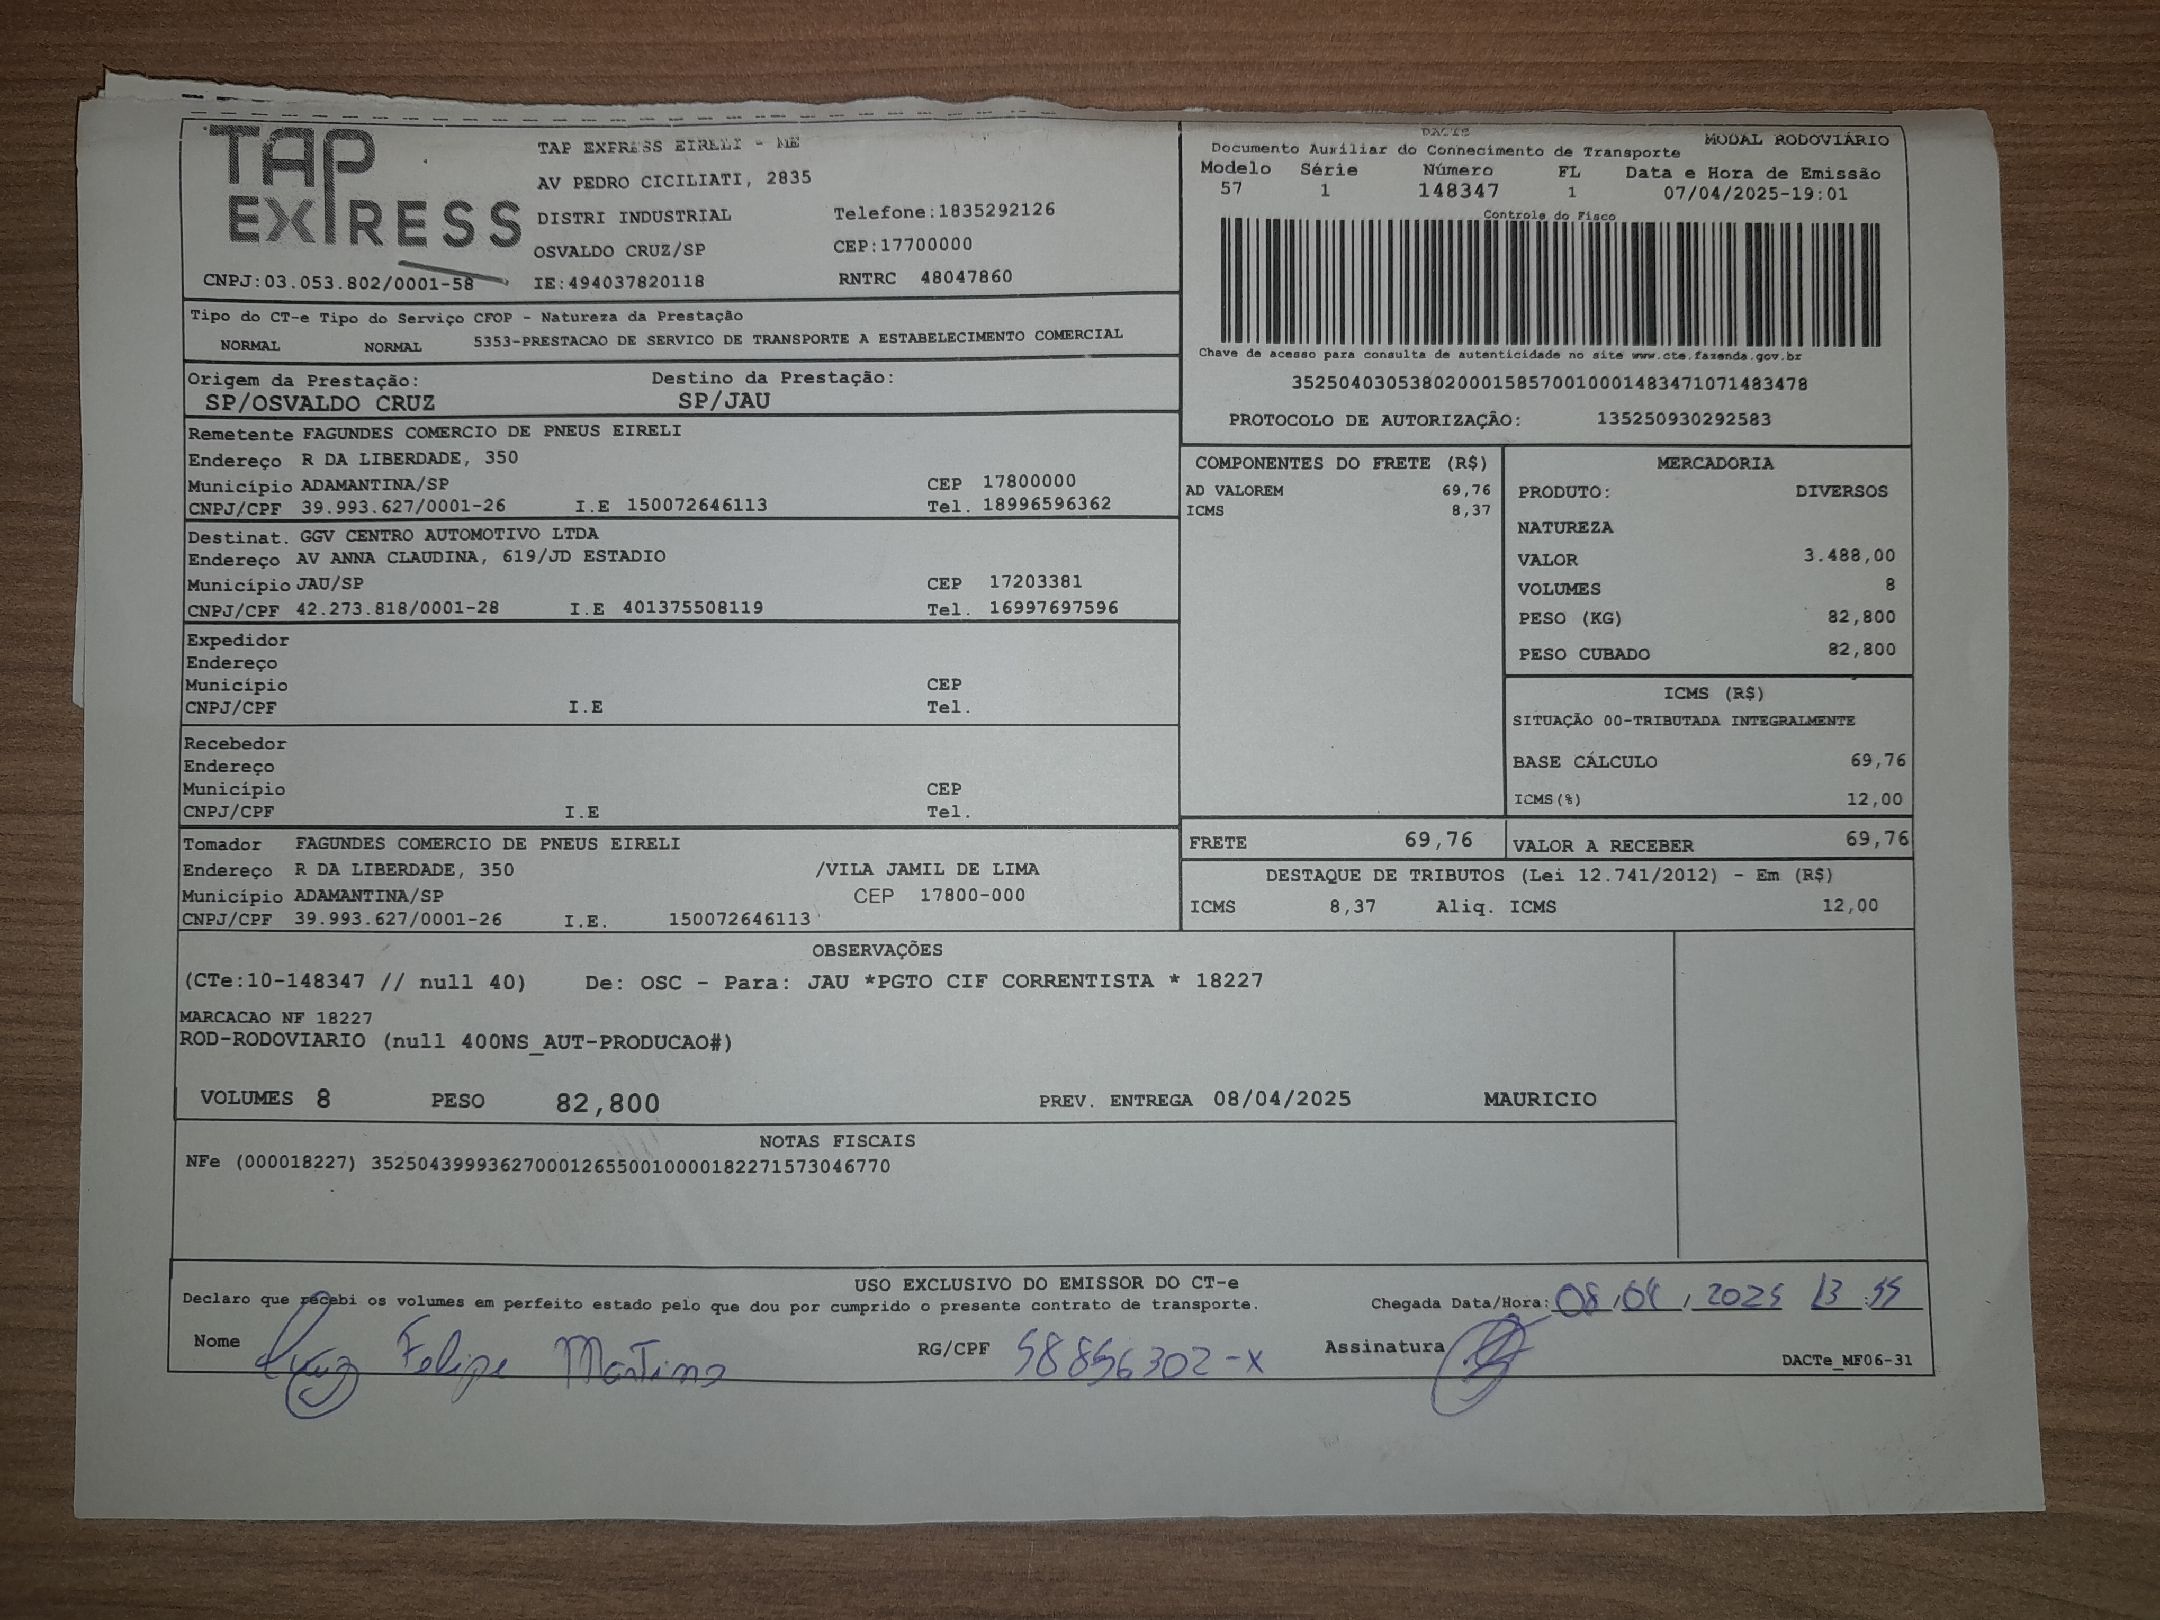 TAP EXPRESS
TAP EXPRESS EIRELI - ME
AV PEDRO CICILIATI, 2835
DISTRI INDUSTRIAL Telefone:1835292126
OSVALDO CRUZ/SP CEP:17700000
CNPJ:03.053.802/0001-58 IE:494037820118 RNTRC 48047860
DACTE
Documento Auxiliar do Connecimento de Transporte MODAL RODOVIÁRIO
Modelo Série Número FL Data e Hora de Emissão
57 1 148347 1 07/04/2025-19:01
Controle do Fisco
Chave de acesso para consulta de autenticidade no site www.cte.fazenda.gov.br
35250403053802000158570010001483471071483478
PROTOCOLO DE AUTORIZAÇÃO: 135250930292583
Tipo do CT-e Tipo do Serviço CFOP - Natureza da Prestação
NORMAL NORMAL 5353-PRESTACAO DE SERVICO DE TRANSPORTE A ESTABELECIMENTO COMERCIAL
Origem da Prestação: Destino da Prestação:
SP/OSVALDO CRUZ SP/JAU
Remetente FAGUNDES COMERCIO DE PNEUS EIRELI
Endereço R DA LIBERDADE, 350
Município ADAMANTINA/SP CEP 17800000
CNPJ/CPF 39.993.627/0001-26 I.E 150072646113 Tel. 18996596362
Destinat. GGV CENTRO AUTOMOTIVO LTDA
Endereço AV ANNA CLAUDINA, 619/JD ESTADIO
Município JAU/SP CEP 17203381
CNPJ/CPF 42.273.818/0001-28 I.E 401375508119 Tel. 16997697596
Expedidor
Endereço
Município CEP
CNPJ/CPF I.E Tel.
Recebedor
Endereço
Município CEP
CNPJ/CPF I.E Tel.
Tomador FAGUNDES COMERCIO DE PNEUS EIRELI
Endereço R DA LIBERDADE, 350 /VILA JAMIL DE LIMA
Município ADAMANTINA/SP CEP 17800-000
CNPJ/CPF 39.993.627/0001-26 I.E. 150072646113
COMPONENTES DO FRETE (R$)
AD VALOREM 69,76
ICMS 8,37
MERCADORIA
PRODUTO: DIVERSOS
NATUREZA
VALOR 3.488,00
VOLUMES 8
PESO (KG) 82,800
PESO CUBADO 82,800
ICMS (R$)
SITUAÇÃO 00-TRIBUTADA INTEGRALMENTE
BASE CÁLCULO 69,76
ICMS(%) 12,00
FRETE 69,76 VALOR A RECEBER 69,76
DESTAQUE DE TRIBUTOS (Lei 12.741/2012) - Em (R$)
ICMS 8,37 Aliq. ICMS 12,00
OBSERVAÇÕES
(CTe:10-148347 // null 40) De: OSC - Para: JAU *PGTO CIF CORRENTISTA * 18227
MARCACAO NF 18227
ROD-RODOVIARIO (null 400NS_AUT-PRODUCAO#)
VOLUMES 8 PESO 82,800 PREV. ENTREGA 08/04/2025 MAURICIO
NOTAS FISCAIS
NFe (000018227) 35250439993627000126550010000182271573046770
USO EXCLUSIVO DO EMISSOR DO CT-e
Declaro que recebi os volumes em perfeito estado pelo que dou por cumprido o presente contrato de transporte. Chegada Data/Hora: 08/04/2025 13:55
Nome Luiz Felipe Martins RG/CPF 58856302-X Assinatura
DACTe_MF06-31